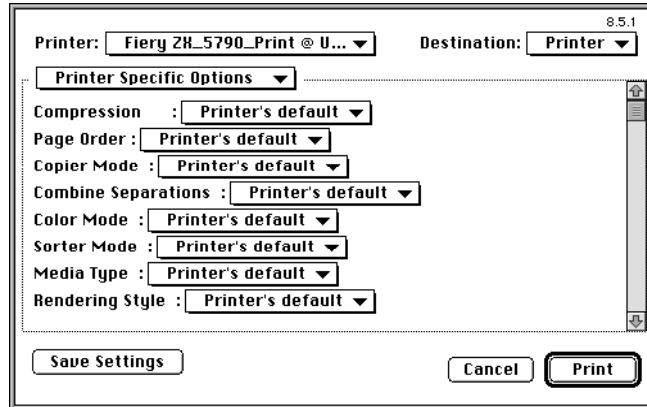 8.5.1
Printer: Fiery ZX_5790_Print @ U... Destination: Printer
Printer Specific Options
Compression : Printer's default
Page Order : Printer's default
Copier Mode : Printer's default
Combine Separations : Printer's default
Color Mode : Printer's default
Sorter Mode : Printer's default
Media Type : Printer's default
Rendering Style : Printer's default
Save Settings Cancel Print